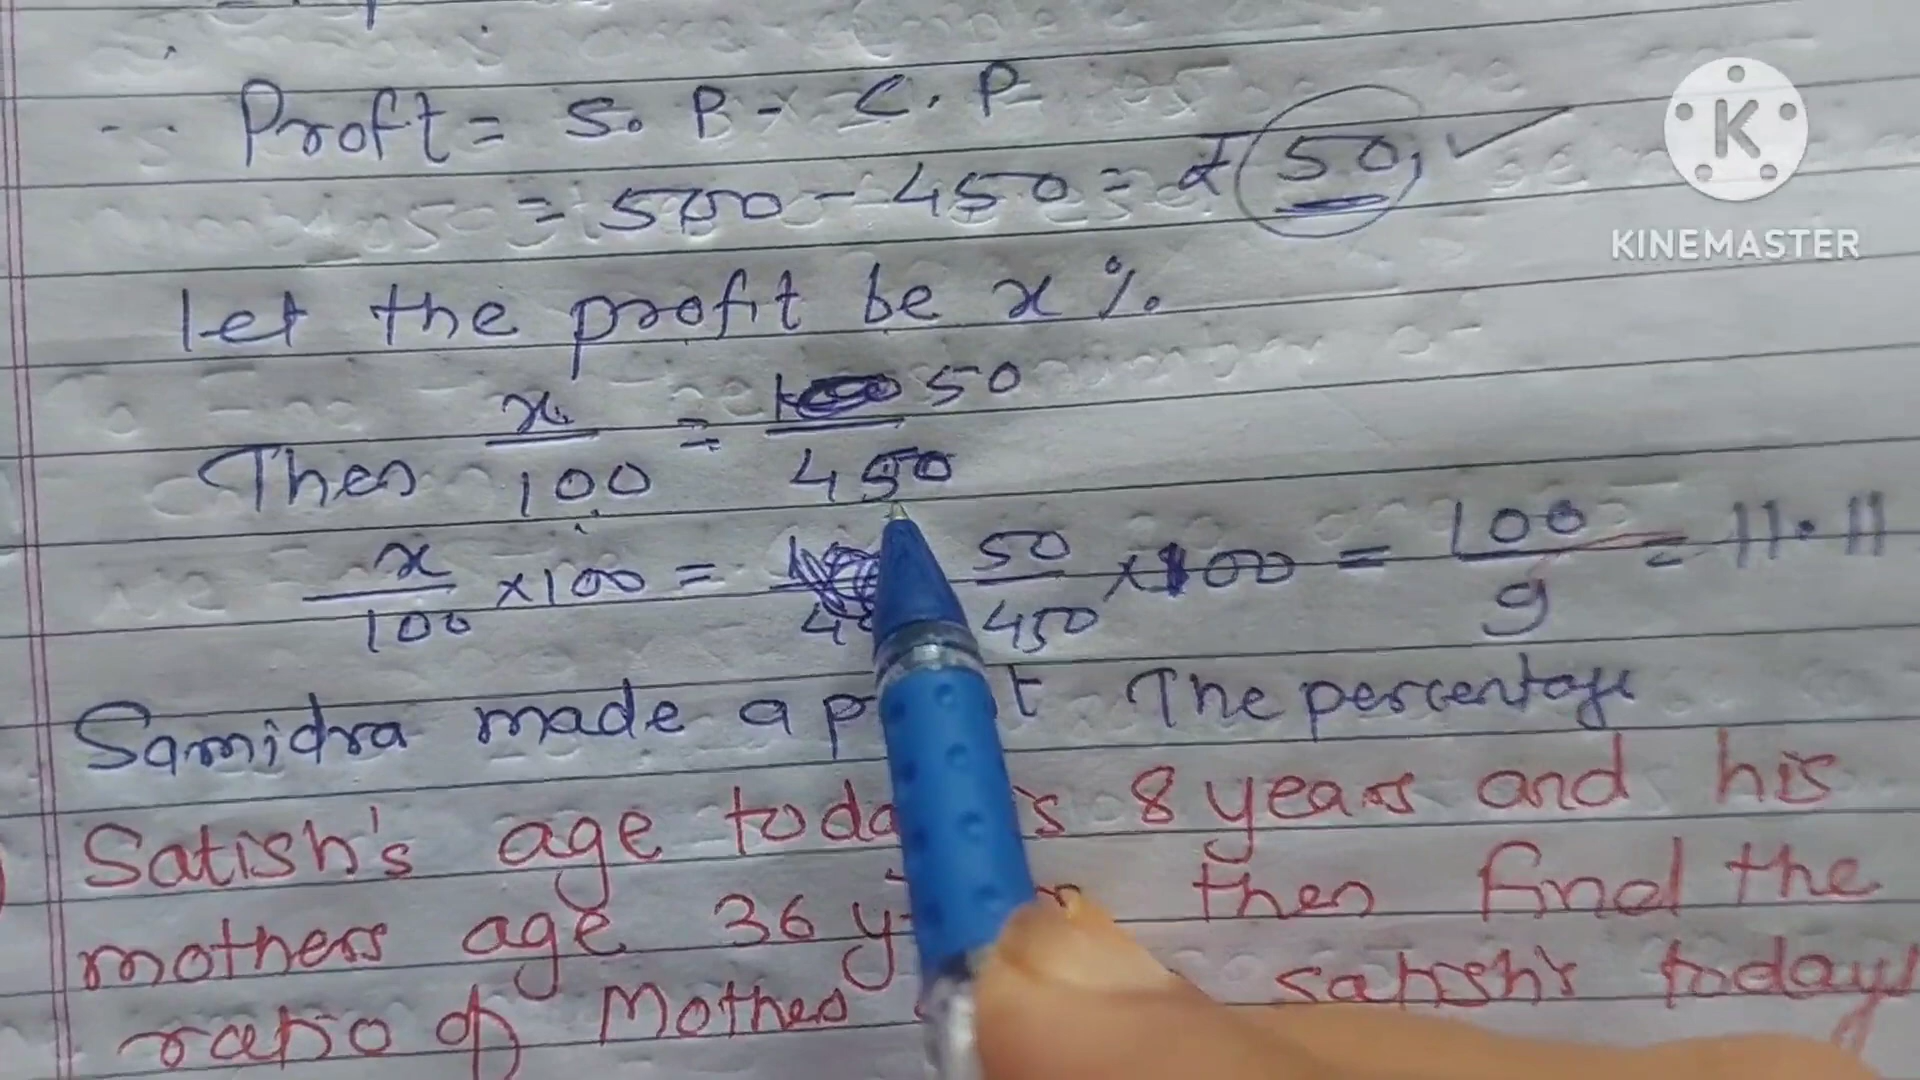 Proft = S. P - C. P
= 500 - 450 = ₹ 50,
KINEMASTER
let the profit be x %.
Then x/100 = 50/450
x/100 ×100 = 50/450 ×100 = 100/9 = 11.11
Samidra made a The percentage
Satish's age 8 years and his
mothers age 36 then find the
ratio of Mother satish's today